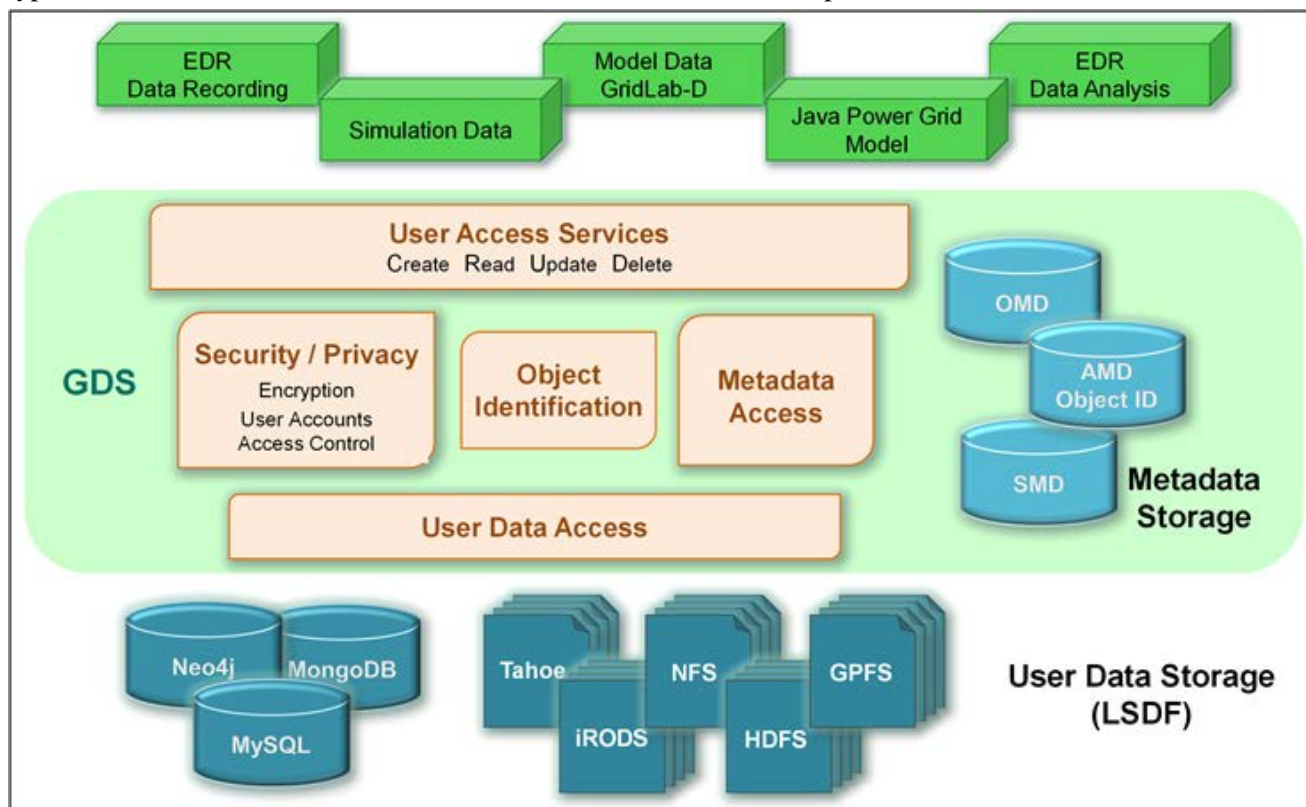 EDR
Data Recording
Simulation Data
Model Data
GridLab-D
Java Power Grid
Model
EDR
Data Analysis
User Access Services
Create Read Update Delete
GDS
Security / Privacy
Encryption
User Accounts
Access Control
Object
Identification
Metadata
Access
User Data Access
OMD
AMD
Object ID
SMD
Metadata
Storage
Neo4j
MongoDB
MySQL
Tahoe
iRODS
NFS
HDFS
GPFS
User Data Storage
(LSDF)